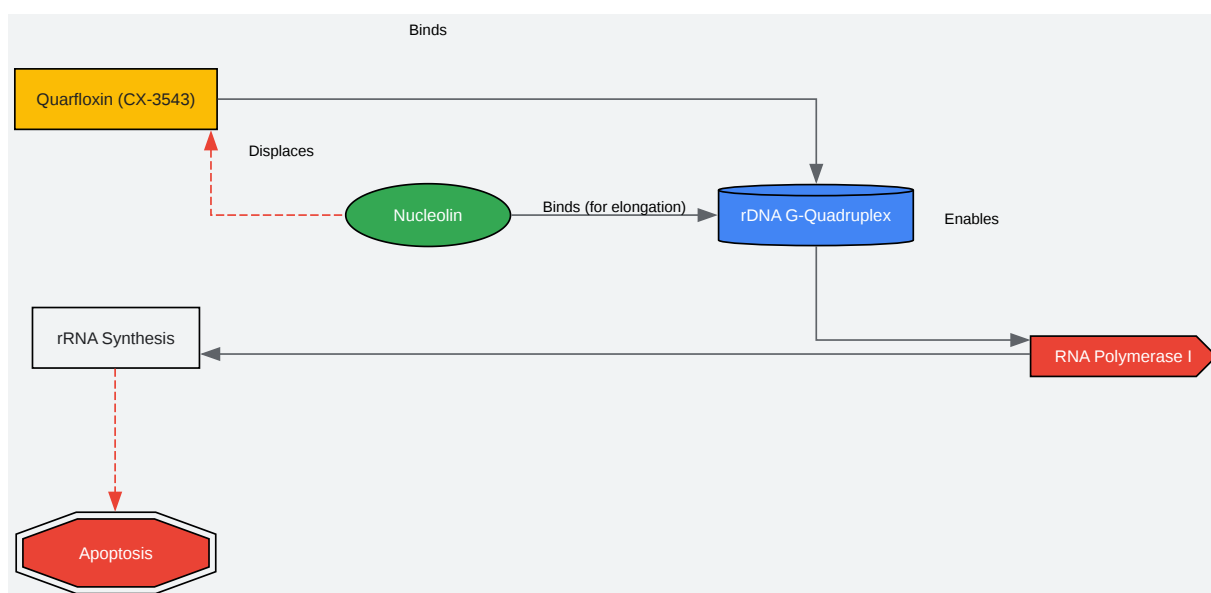 Binds
Quarfloxin (CX-3543)
Displaces
Nucleolin
Binds (for elongation)
rDNA G-Quadruplex
Enables
rRNA Synthesis
RNA Polymerase I
Apoptosis